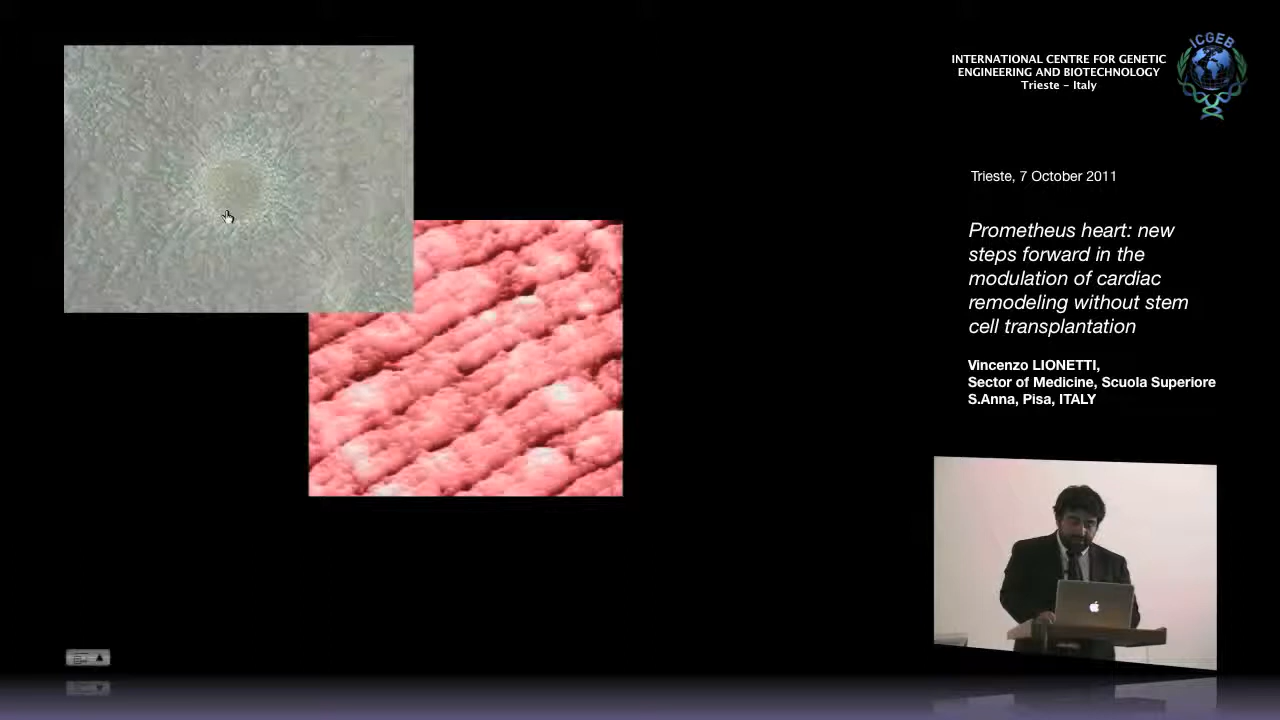 INTERNATIONAL CENTRE FOR GENETIC
ENGINEERING AND BIOTECHNOLOGY
Trieste – Italy
ICGEB
Trieste, 7 October 2011
Prometheus heart: new
steps forward in the
modulation of cardiac
remodeling without stem
cell transplantation
Vincenzo LIONETTI,
Sector of Medicine, Scuola Superiore
S.Anna, Pisa, ITALY